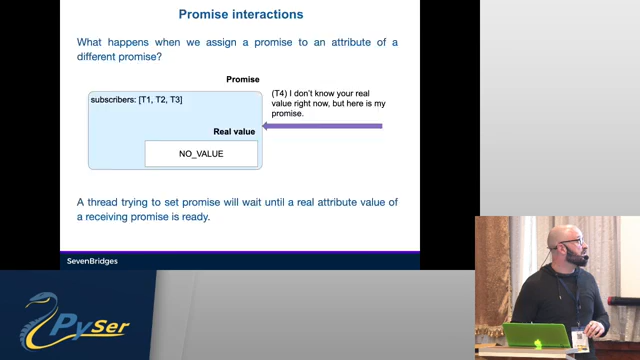 Promise interactions
What happens when we assign a promise to an attribute of a
different promise?
Promise
subscribers: [T1, T2, T3]
(T4) I don't know your real
value right now, but here is my
promise.
Real value
NO_VALUE
A thread trying to set promise will wait until a real attribute value of
a receiving promise is ready.
SevenBridges
PySer